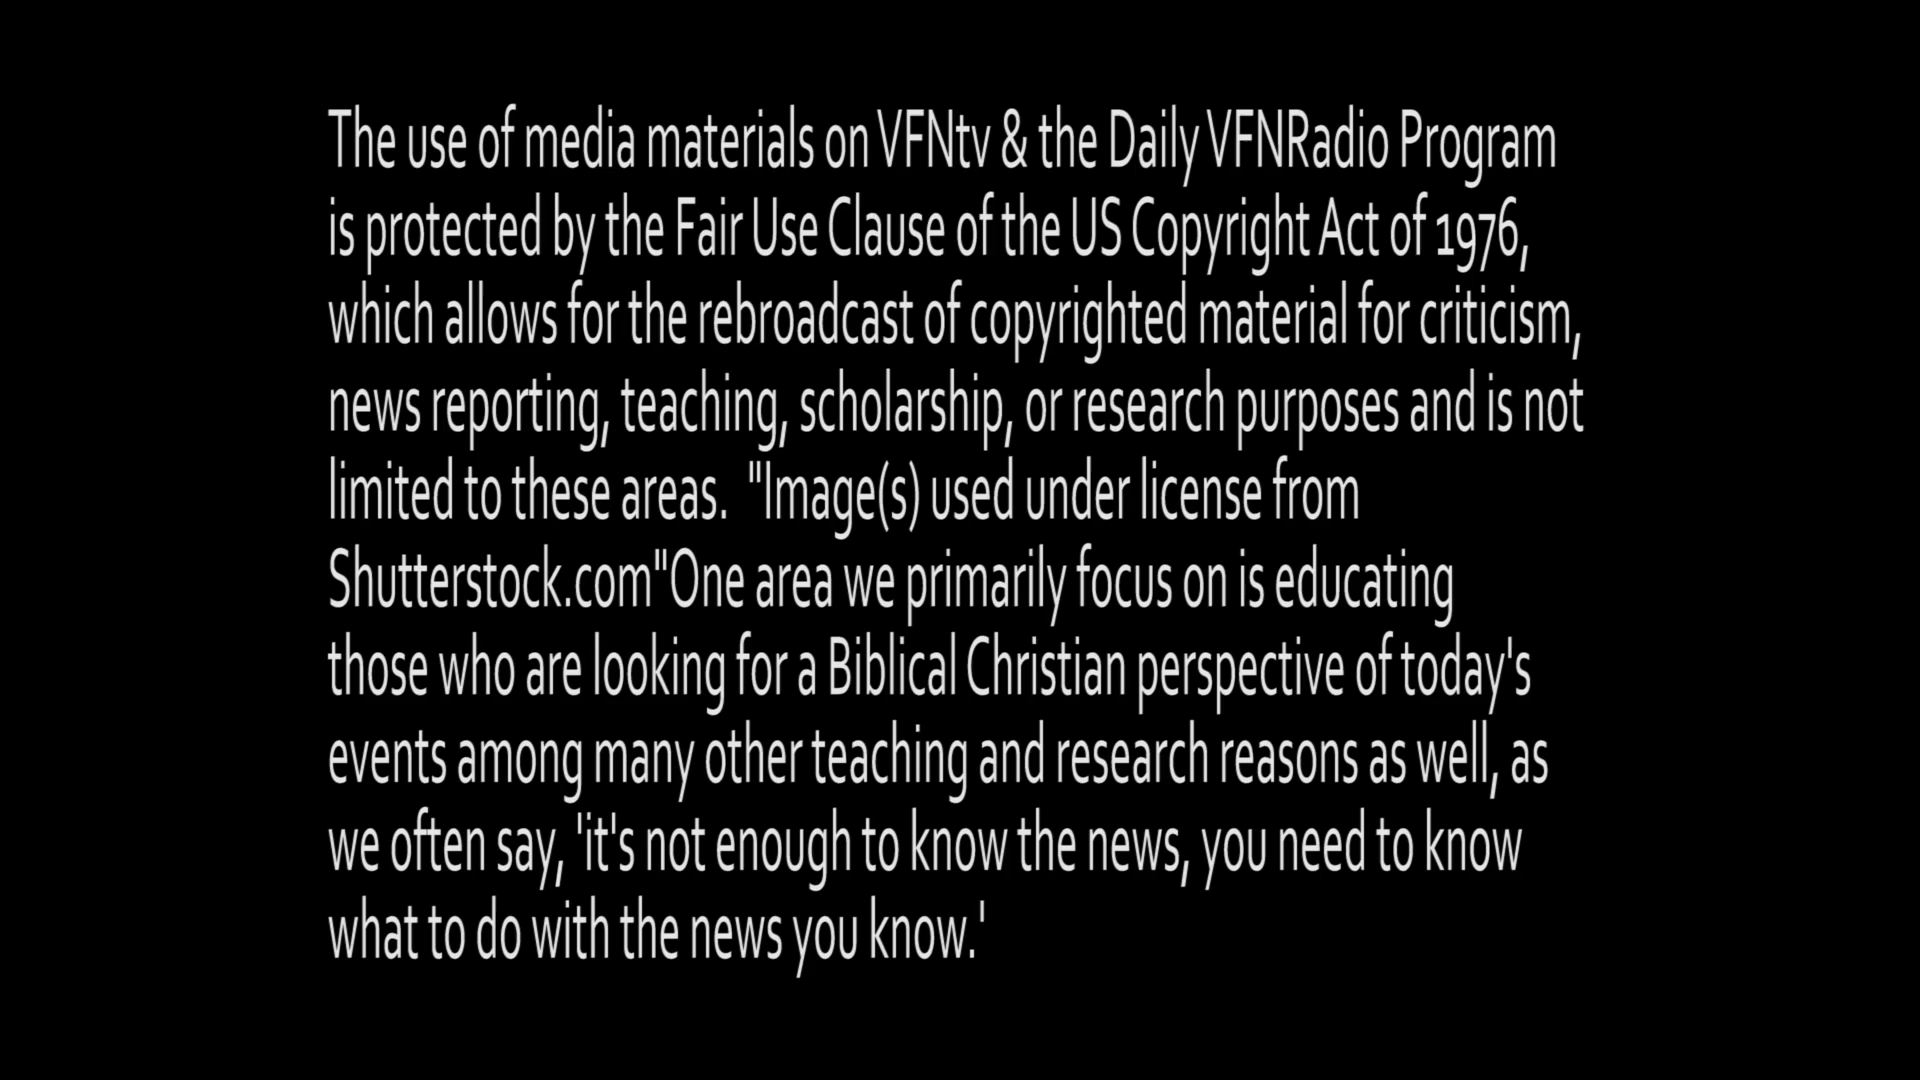 The use of media materials on VFNtv & the Daily VFNRadio Program
is protected by the Fair Use Clause of the US Copyright Act of 1976,
which allows for the rebroadcast of copyrighted material for criticism,
news reporting, teaching, scholarship, or research purposes and is not
limited to these areas.  "Image(s) used under license from
Shutterstock.com"One area we primarily focus on is educating
those who are looking for a Biblical Christian perspective of today's
events among many other teaching and research reasons as well, as
we often say, 'it's not enough to know the news, you need to know
what to do with the news you know.'